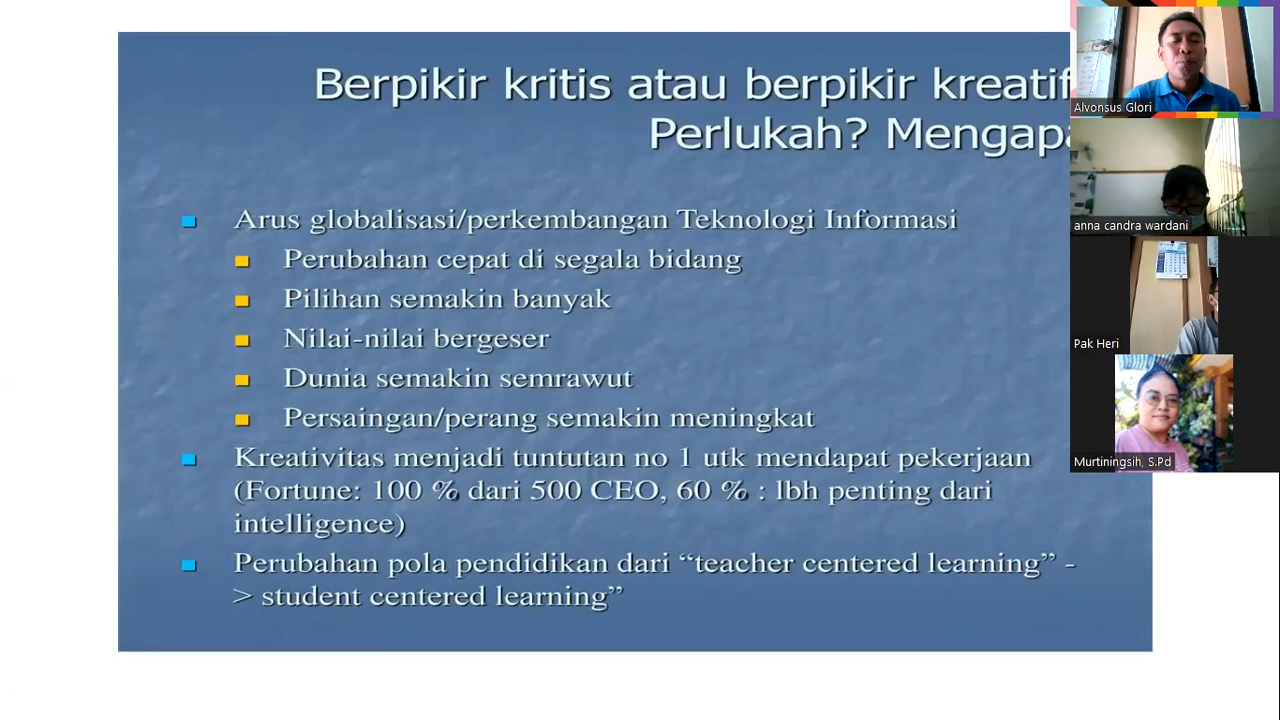 Berpikir kritis atau berpikir kreatif
Perlukah? Mengapa
Arus globalisasi/perkembangan Teknologi Informasi
Perubahan cepat di segala bidang
Pilihan semakin banyak
Nilai-nilai bergeser
Dunia semakin semrawut
Persaingan/perang semakin meningkat
Kreativitas menjadi tuntutan no 1 utk mendapat pekerjaan
(Fortune: 100 % dari 500 CEO, 60 % : lbh penting dari
intelligence)
Perubahan pola pendidikan dari “teacher centered learning” -
> student centered learning”
Alvonsus Glori
anna candra wardani
Pak Heri
Murtiningsih, S.Pd